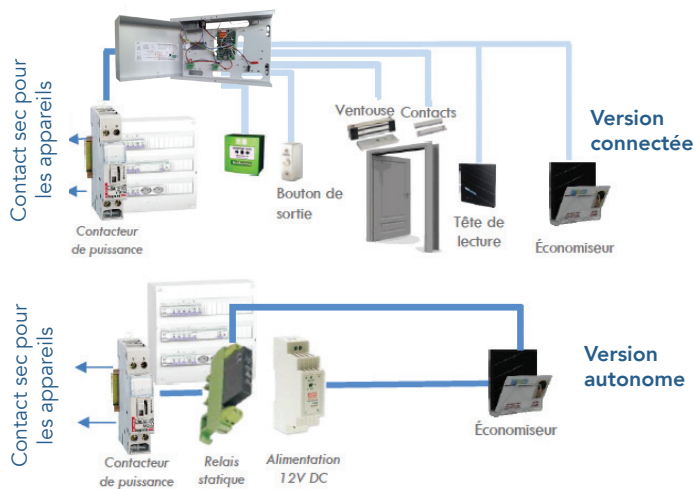 Contact sec pour
les appareils
Contacteur
de puissance
Bouton de
sortie
Ventouse
Contacts
Tête de
lecture
Économiseur
Version
connectée
Contact sec pour
les appareils
Contacteur
de puissance
Relais
statique
Alimentation
12V DC
Économiseur
Version
autonome